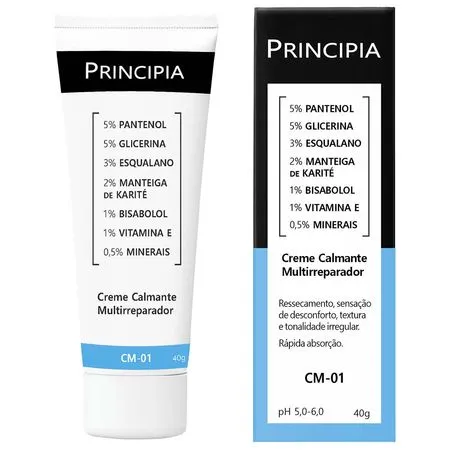 PRINCIPIA
5% PANTENOL
5% GLICERINA
3% ESQUALANO
2% MANTEIGA
DE KARITÉ
1% BISABOLOL
1% VITAMINA E
0,5% MINERAIS
Creme Calmante
Multirreparador
CM-01
40g
PRINCIPIA
5% PANTENOL
5% GLICERINA
3% ESQUALANO
2% MANTEIGA
DE KARITÉ
1% BISABOLOL
1% VITAMINA E
0,5% MINERAIS
Creme Calmante
Multirreparador
Ressecamento, sensação
de desconforto, textura
e tonalidade irregular.
Rápida absorção.
CM-01
pH 5,0-6,0
40g